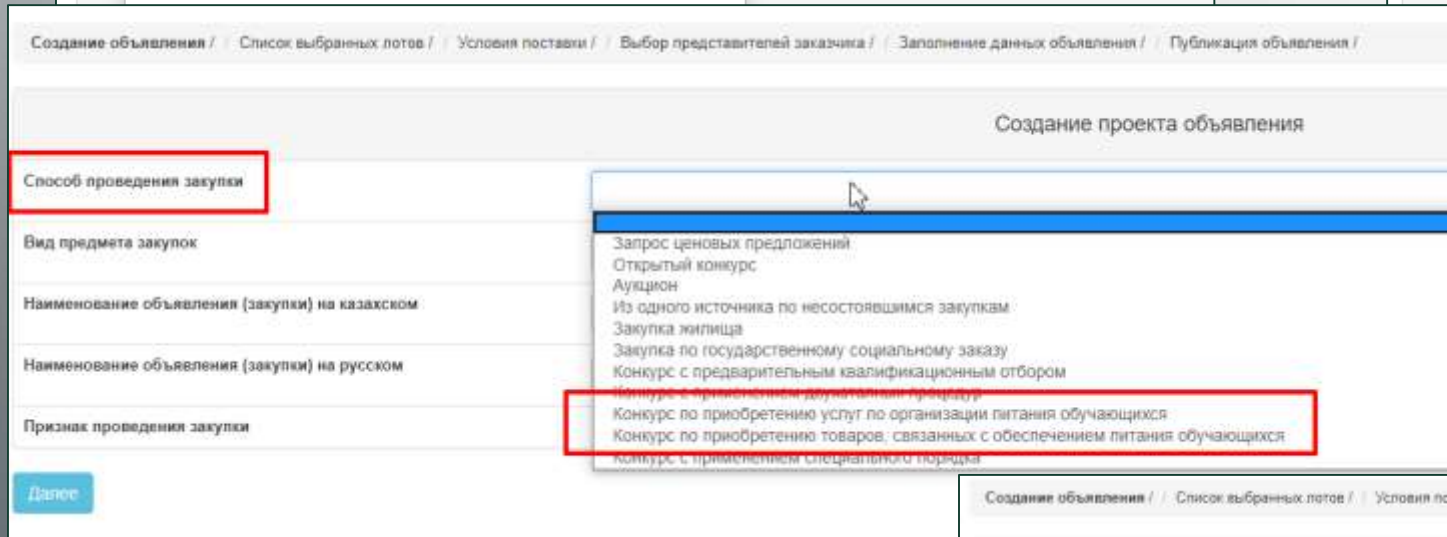 Создание объявления / / Список выбранных лотов / / Условия поставки / / Выбор представителей заказчика / / Заполнение данных объявления / / Публикация объявления /
Создание проекта объявления
Способ проведения закупки
Вид предмета закупок
Наименование объявления (закупки) на казахском
Наименование объявления (закупки) на русском
Признак проведения закупки
Запрос ценовых предложений
Открытый конкурс
Аукцион
Из одного источника по несостоявшимся закупкам
Закупка жилища
Закупка по государственному социальному заказу
Конкурс с предварительным квалификационным отбором
Конкурс с применением двухэтапных процедур
Конкурс по приобретению услуг по организации питания обучающихся
Конкурс по приобретению товаров, связанных с обеспечением питания обучающихся
Конкурс с применением специального порядка
Далее
Создание объявления / / Список выбранных лотов / / Условия по